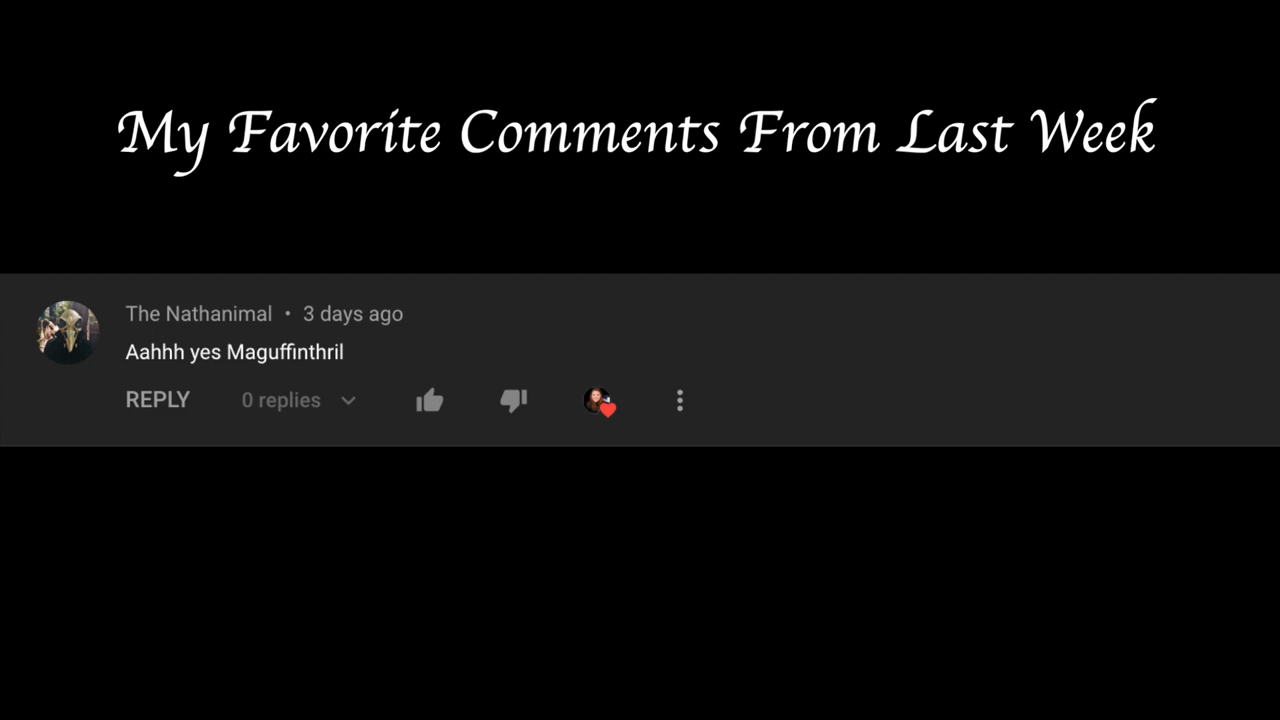 My Favorite Comments From Last Week
The Nathanimal • 3 days ago
Aahhh yes Maguffinthril
REPLY 0 replies